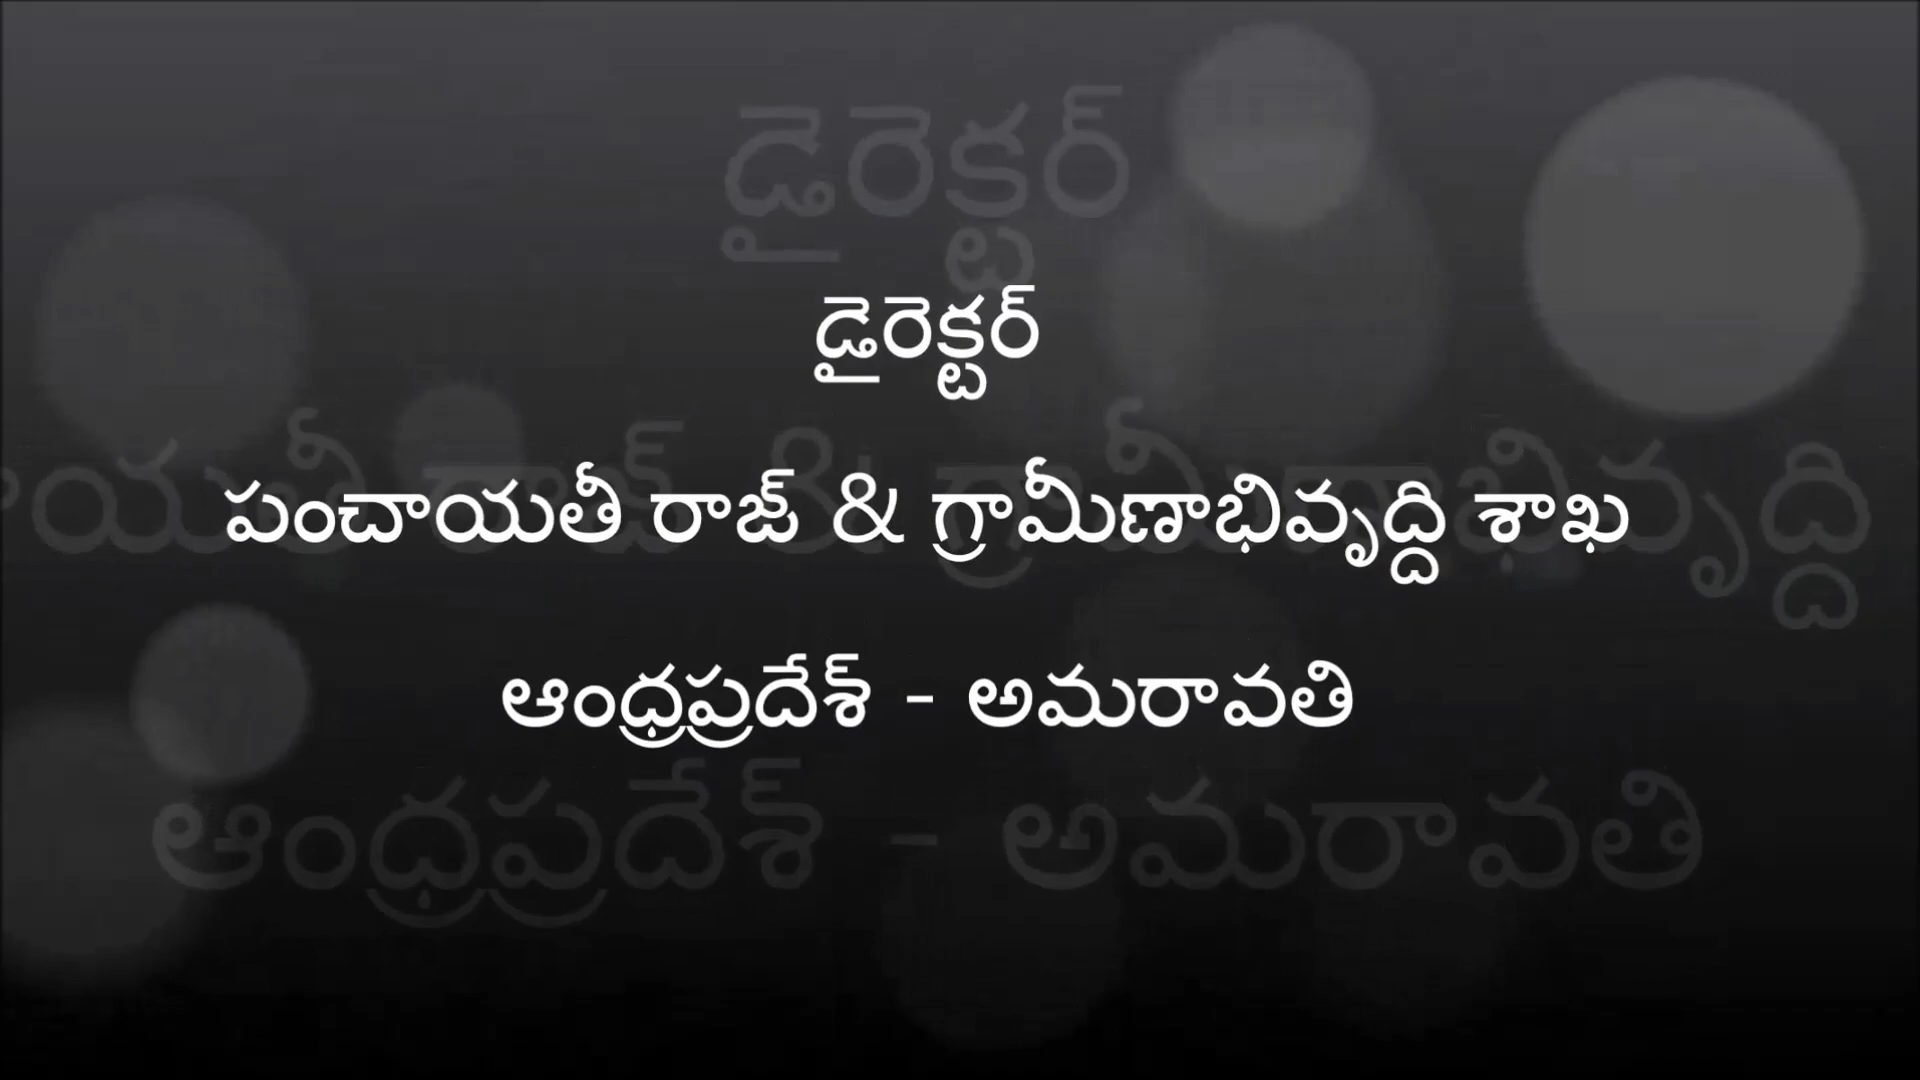 డైరెక్టర్
పంచాయతీ రాజ్ & గ్రామీణాభివృద్ది శాఖ
ఆంధ్రప్రదేశ్ - అమరావతి